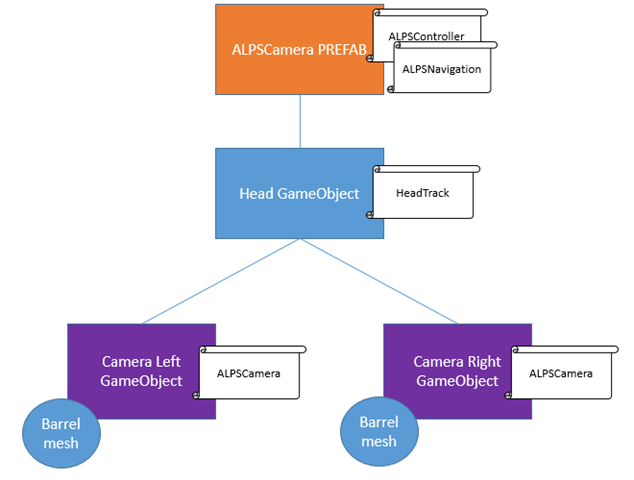 ALPSCamera PREFAB
ALPSController
ALPSNavigation
Head GameObject
HeadTrack
Camera Left
GameObject
ALPSCamera
Barrel
mesh
Camera Right
GameObject
ALPSCamera
Barrel
mesh